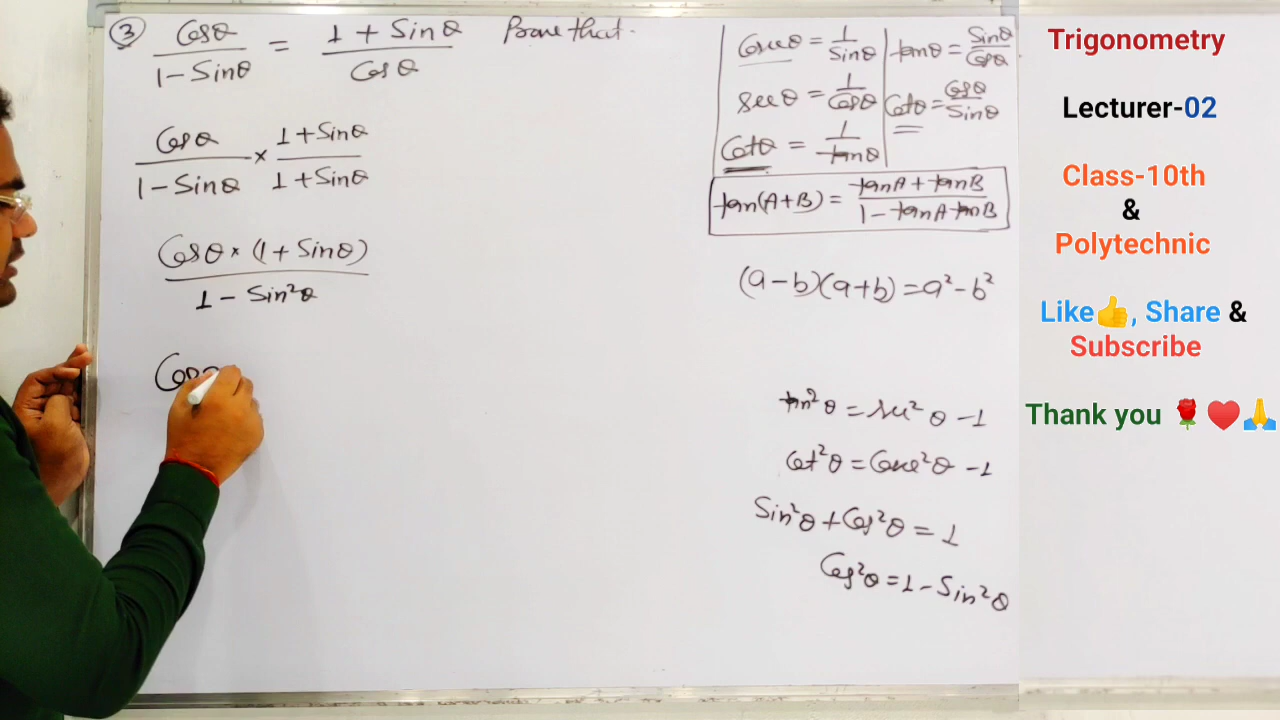 ③ Cosθ / 1 - Sinθ = 1 + Sinθ / Cosθ Prove that.
Cosθ / 1 - Sinθ × 1 + Sinθ / 1 + Sinθ
Cosθ × (1 + Sinθ) / 1 - Sin²θ
Cosθ
Cosecθ = 1 / Sinθ
secθ = 1 / Cosθ
Cotθ = 1 / tanθ
tanθ = Sinθ / Cosθ
Cotθ = Cosθ / Sinθ
tan(A+B) = tanA + tanB / 1 - tanA tanB
(a-b)(a+b) = a² - b²
tan²θ = sec²θ - 1
Cot²θ = Cosec²θ - 1
Sin²θ + Cos²θ = 1
Cos²θ = 1 - Sin²θ
Trigonometry
Lecturer-02
Class-10th
&
Polytechnic
Like👍, Share &
Subscribe
Thank you 🌹❤️🙏